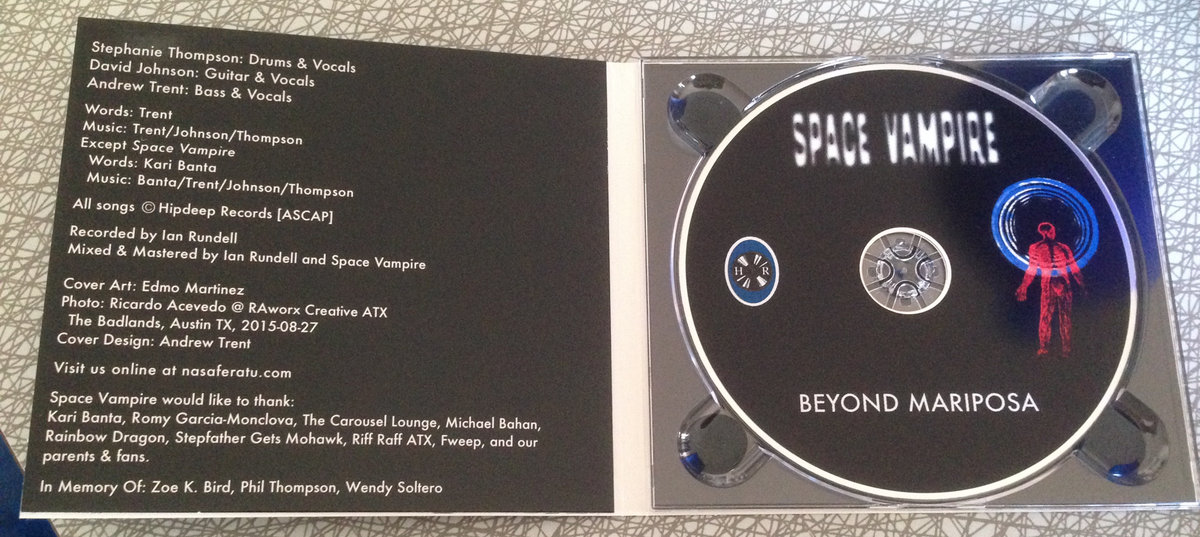 Stephanie Thompson: Drums & Vocals
David Johnson: Guitar & Vocals
Andrew Trent: Bass & Vocals
Words: Trent
Music: Trent/Johnson/Thompson
Except Space Vampire
Words: Kari Banta
Music: Banta/Trent/Johnson/Thompson
All songs © Hipdeep Records [ASCAP]
Recorded by Ian Rundell
Mixed & Mastered by Ian Rundell and Space Vampire
Cover Art: Edmo Martinez
Photo: Ricardo Acevedo @ RAworx Creative ATX
The Badlands, Austin TX, 2015-08-27
Cover Design: Andrew Trent
Visit us online at nasaferatu.com
Space Vampire would like to thank:
Kari Banta, Romy Garcia-Monclova, The Carousel Lounge, Michael Bahan,
Rainbow Dragon, Stepfather Gets Mohawk, Riff Raff ATX, Fweep, and our
parents & fans.
In Memory Of: Zoe K. Bird, Phil Thompson, Wendy Soltero
SPACE VAMPIRE
H R
BEYOND MARIPOSA